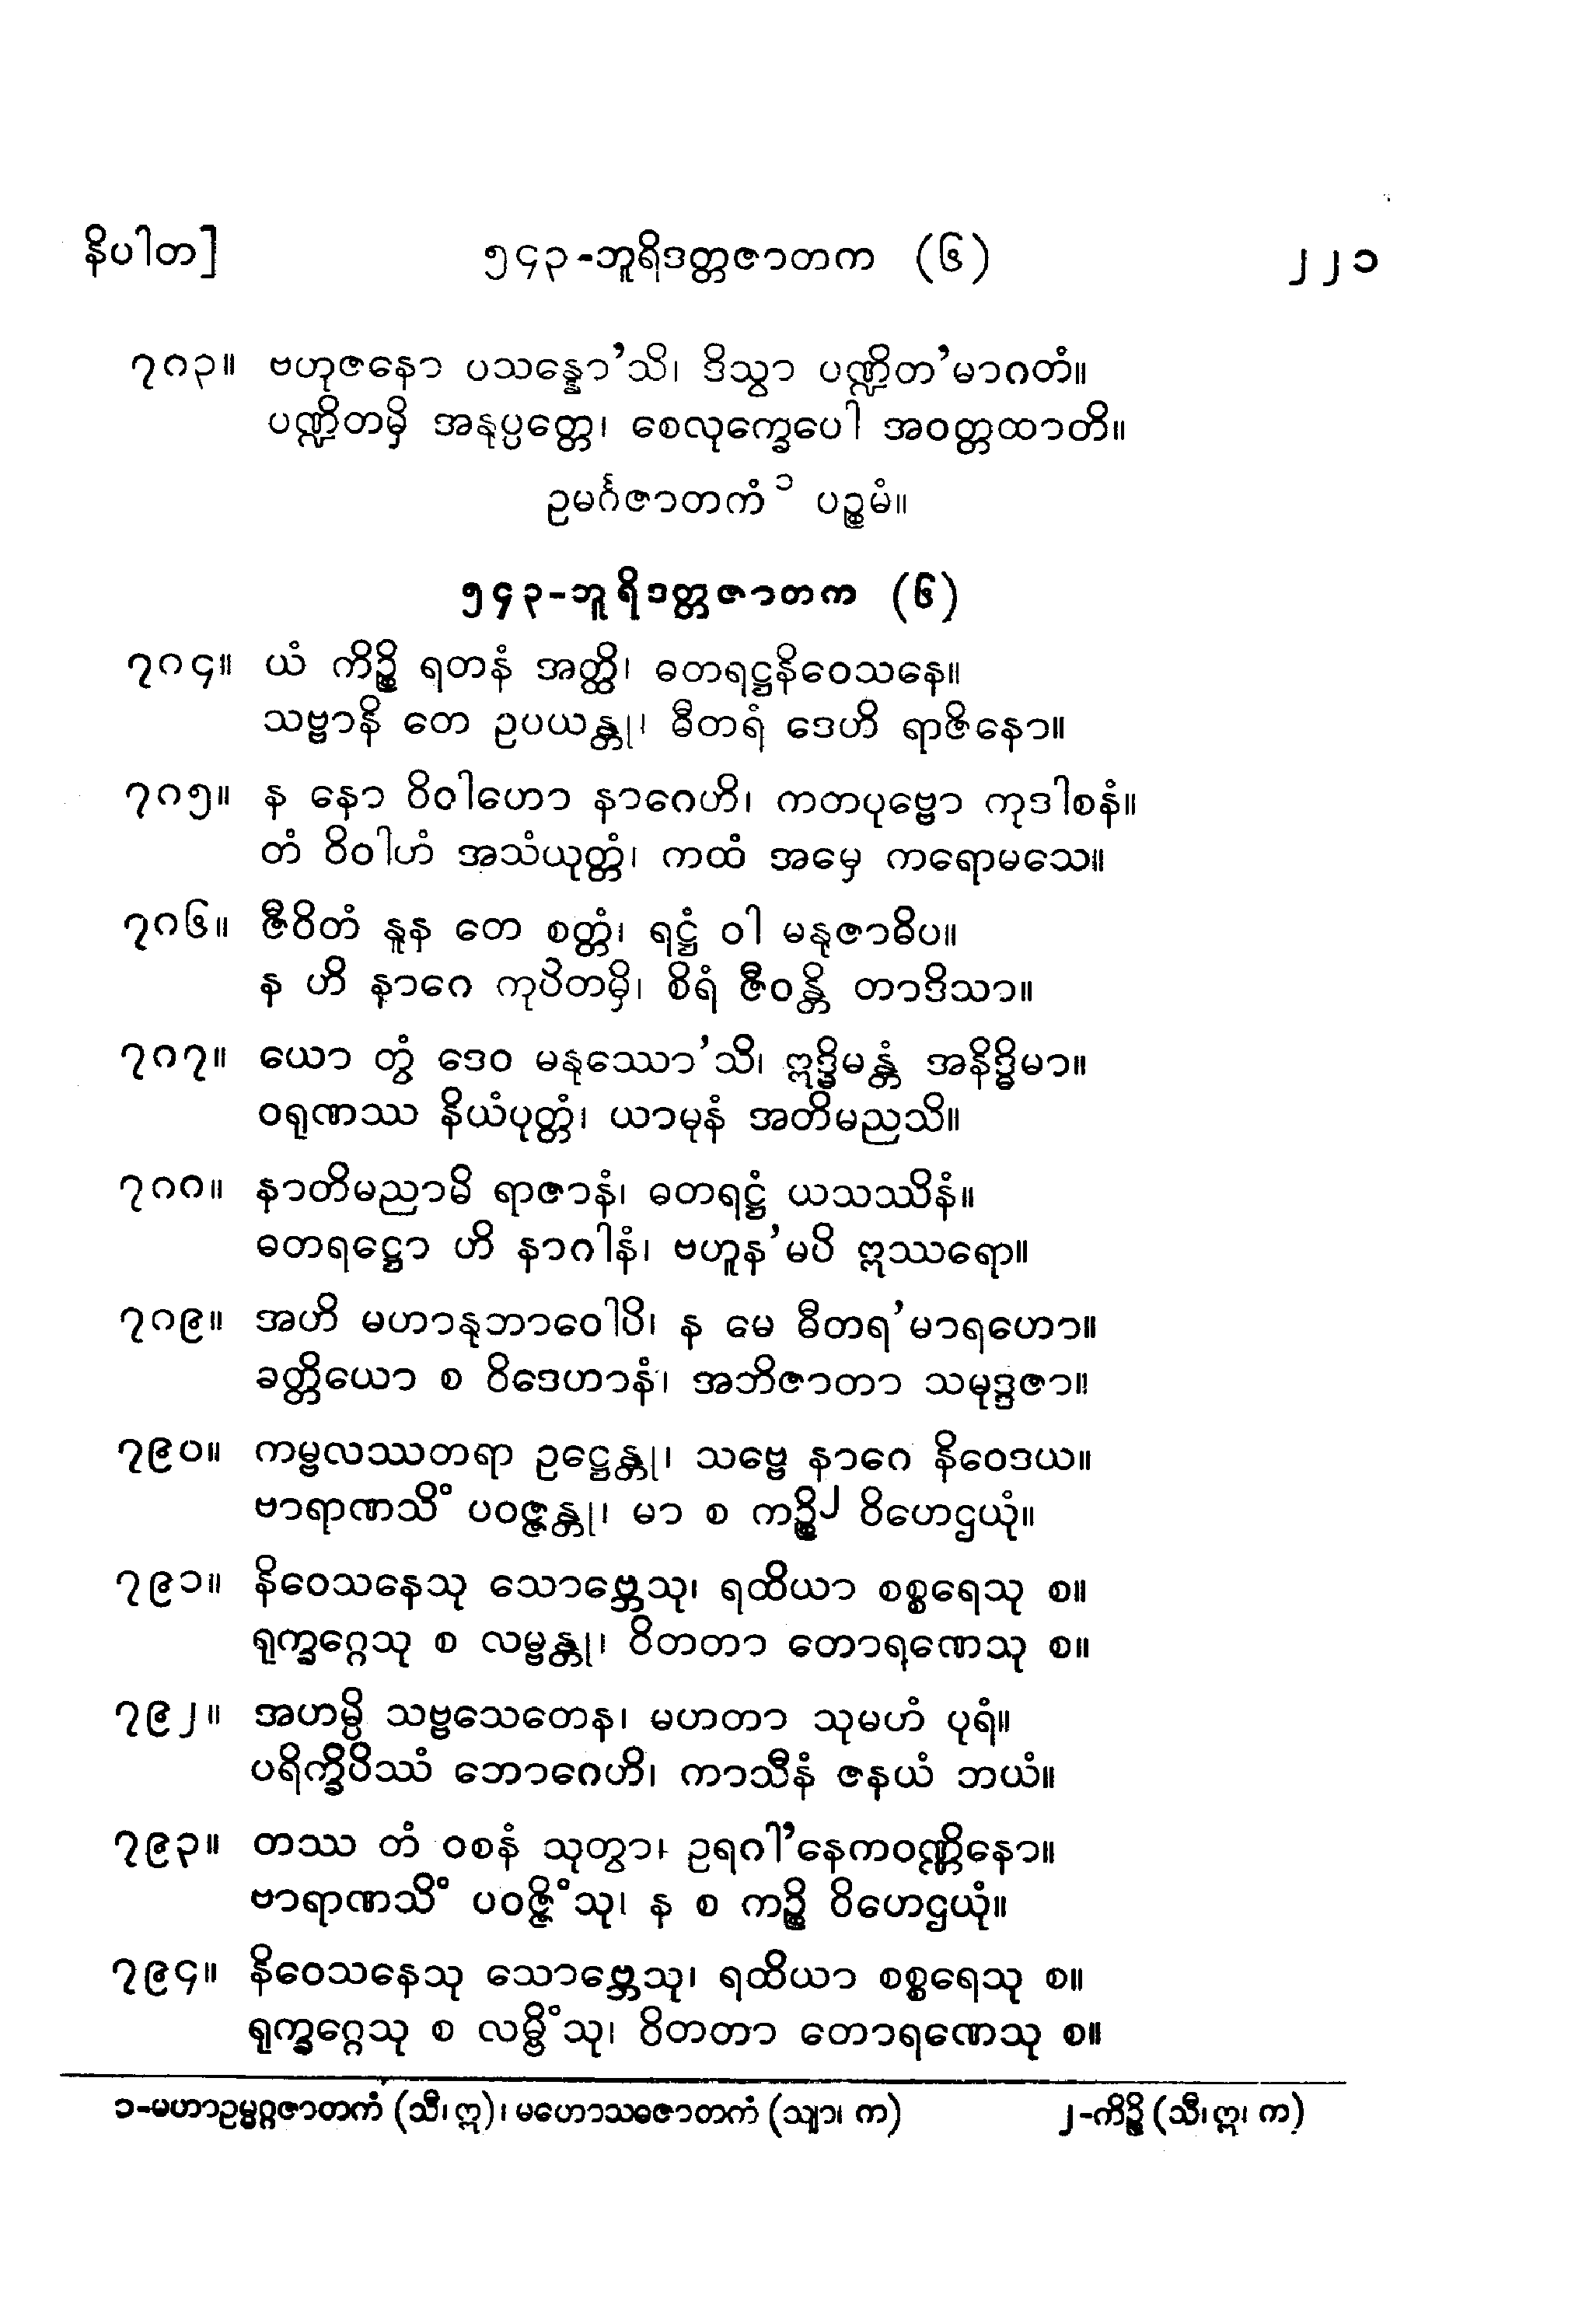 နိပါတ] ၅၄၃-ဘူရိဒတ္တဇာတက (၆) ၂၂၁
၇၈၃။ ဗဟုဇနော ပသန္နော’သိ၊ ဒိသွာ ပဏ္ဍိတ’မာဂတံ။
ပဏ္ဍိတမှိ အနုပ္ပတ္တေ၊ စေလုက္ခေပေါ အဝတ္တထာတိ။
ဥမင်္ဂဇာတကံ ၁ ပဉ္စမံ။
၅၄၃-ဘူရိဒတ္တဇာတက (၆)
၇၈၄။ ယံ ကိဉ္စိ ရတနံ အတ္ထိ၊ ဓတရဋ္ဌနိဝေသနေ။
သဗ္ဗာနိ တေ ဥပယန္တု၊ ဓီတရံ ဒေဟိ ရာဇိနော။
၇၈၅။ န နော ဝိဝါဟော နာဂေဟိ၊ ကတပုဗ္ဗော ကုဒါစနံ။
တံ ဝိဝါဟံ အသံယုတ္တံ၊ ကထံ အမှေ ကရောမသေ။
၇၈၆။ ဇီဝိတံ နူန တေ စတ္တံ၊ ရဋ္ဌံ ဝါ မနုဇာဓိပ။
န ဟိ နာဂေ ကုပိတမှိ၊ စိရံ ဇီဝန္တိ တာဒိသာ။
၇၈၇။ ယော တွံ ဒေဝ မနုဿော’သိ၊ ဣဒ္ဓိမန္တံ အနိဒ္ဓိမာ။
ဝရုဏဿ နိယံပုတ္တံ၊ ယာမုနံ အတိမညသိ။
၇၈၈။ နာတိမညာမိ ရာဇာနံ၊ ဓတရဋ္ဌံ ယသဿိနံ။
ဓတရဋ္ဌော ဟိ နာဂါနံ၊ ဗဟူန’မပိ ဣဿရော။
၇၈၉။ အဟိ မဟာနုဘာဝေါပိ၊ န မေ ဓီတရ’မာရဟော။
ခတ္တိယော စ ဝိဒေဟာနံ၊ အဘိဇာတာ သမုဒ္ဒဇာ။
၇၉၀။ ကမ္ဗလဿတရာ ဥဋ္ဌေန္တု၊ သဗ္ဗေ နာဂေ နိဝေဒယ။
ဗာရာဏသိံ ပဝဇ္ဇန္တု၊ မာ စ ကဉ္စိ၂ ဝိဟေဌယုံ။
၇၉၁။ နိဝေသနေသု သောဗ္ဘေသု၊ ရထိယာ စစ္စရေသု စ။
ရုက္ခဂ္ဂေသု စ လမ္ဗန္တု၊ ဝိတတာ တောရဏေသု စ။
၇၉၂။ အဟမ္ပိ သဗ္ဗသေတေန၊ မဟတာ သုမဟံ ပုရံ။
ပရိက္ခိပိဿံ ဘောဂေဟိ၊ ကာသီနံ ဇနယံ ဘယံ။
၇၉၃။ တဿ တံ ဝစနံ သုတွာ၊ ဥရဂါ’နေကဝဏ္ဏိနော။
ဗာရာဏသိံ ပဝဇ္ဇိံသု၊ န စ ကဉ္စိ ဝိဟေဌယုံ။
၇၉၄။ နိဝေသနေသု သောဗ္ဘေသု၊ ရထိယာ စစ္စရေသု စ။
ရုက္ခဂ္ဂေသု စ လမ္ဗိံသု၊ ဝိတတာ တောရဏေသု စ။
၁-မဟာဥမ္မဂ္ဂဇာတကံ (သီ၊ ဣ)၊ မဟောသဓဇာတကံ (သျာ၊ က) ၂-ကိဉ္စိ (သီ၊ ဣ၊ က)